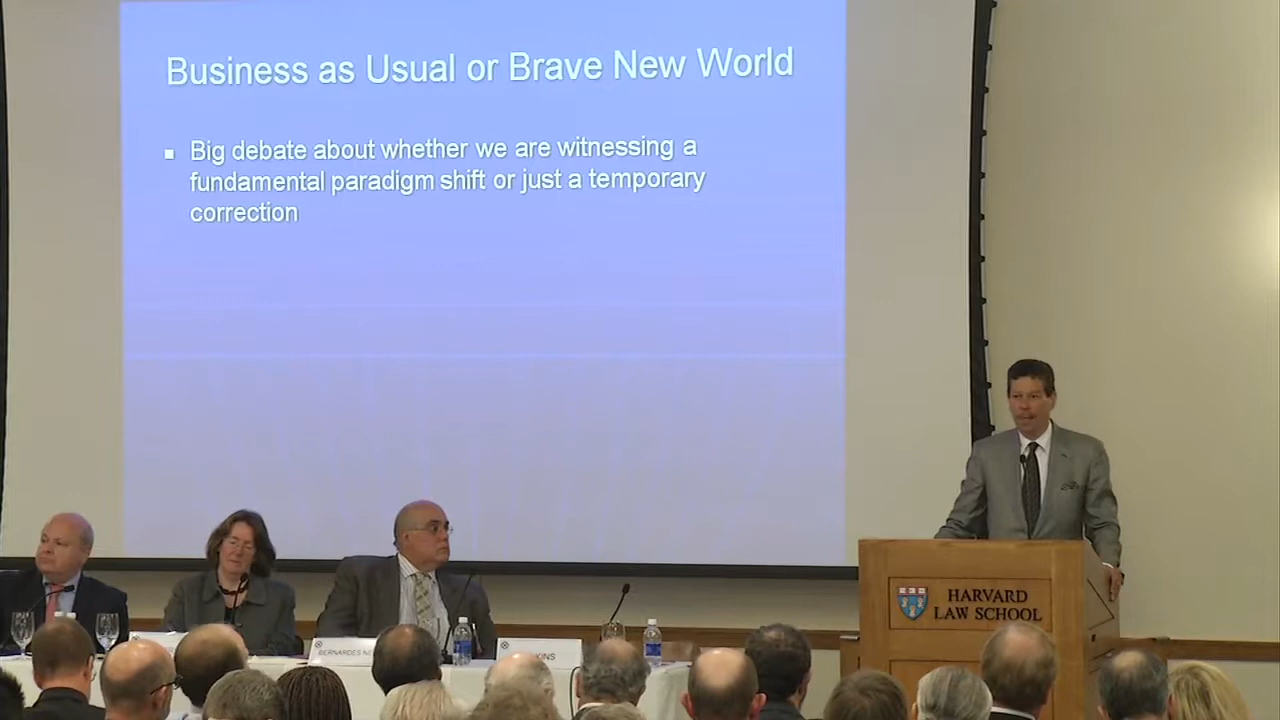 Business as Usual or Brave New World
Big debate about whether we are witnessing a
fundamental paradigm shift or just a temporary
correction
HARVARD
LAW SCHOOL
BERNARDES